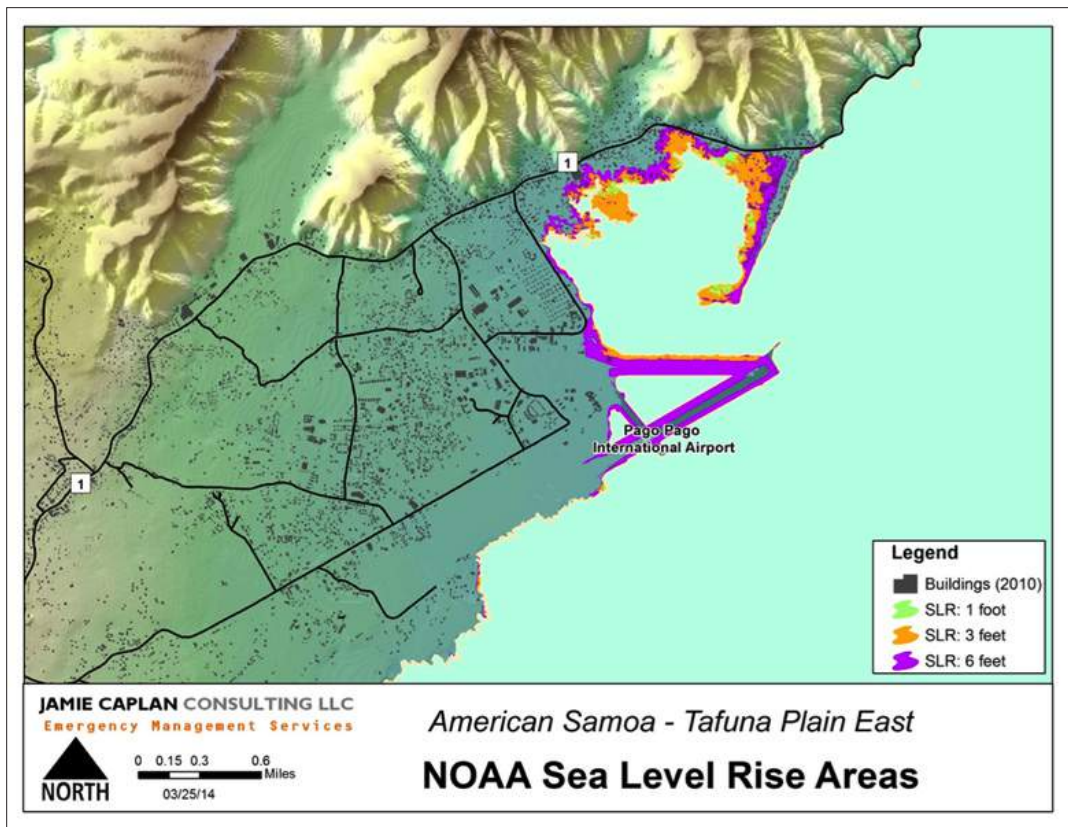 1
1
Pago Pago
International Airport
Legend
Buildings (2010)
SLR: 1 foot
SLR: 3 feet
SLR: 6 feet
JAMIE CAPLAN CONSULTING LLC
Emergency Management Services
NORTH
0 0.15 0.3 0.6
Miles
03/25/14
American Samoa - Tafuna Plain East
NOAA Sea Level Rise Areas